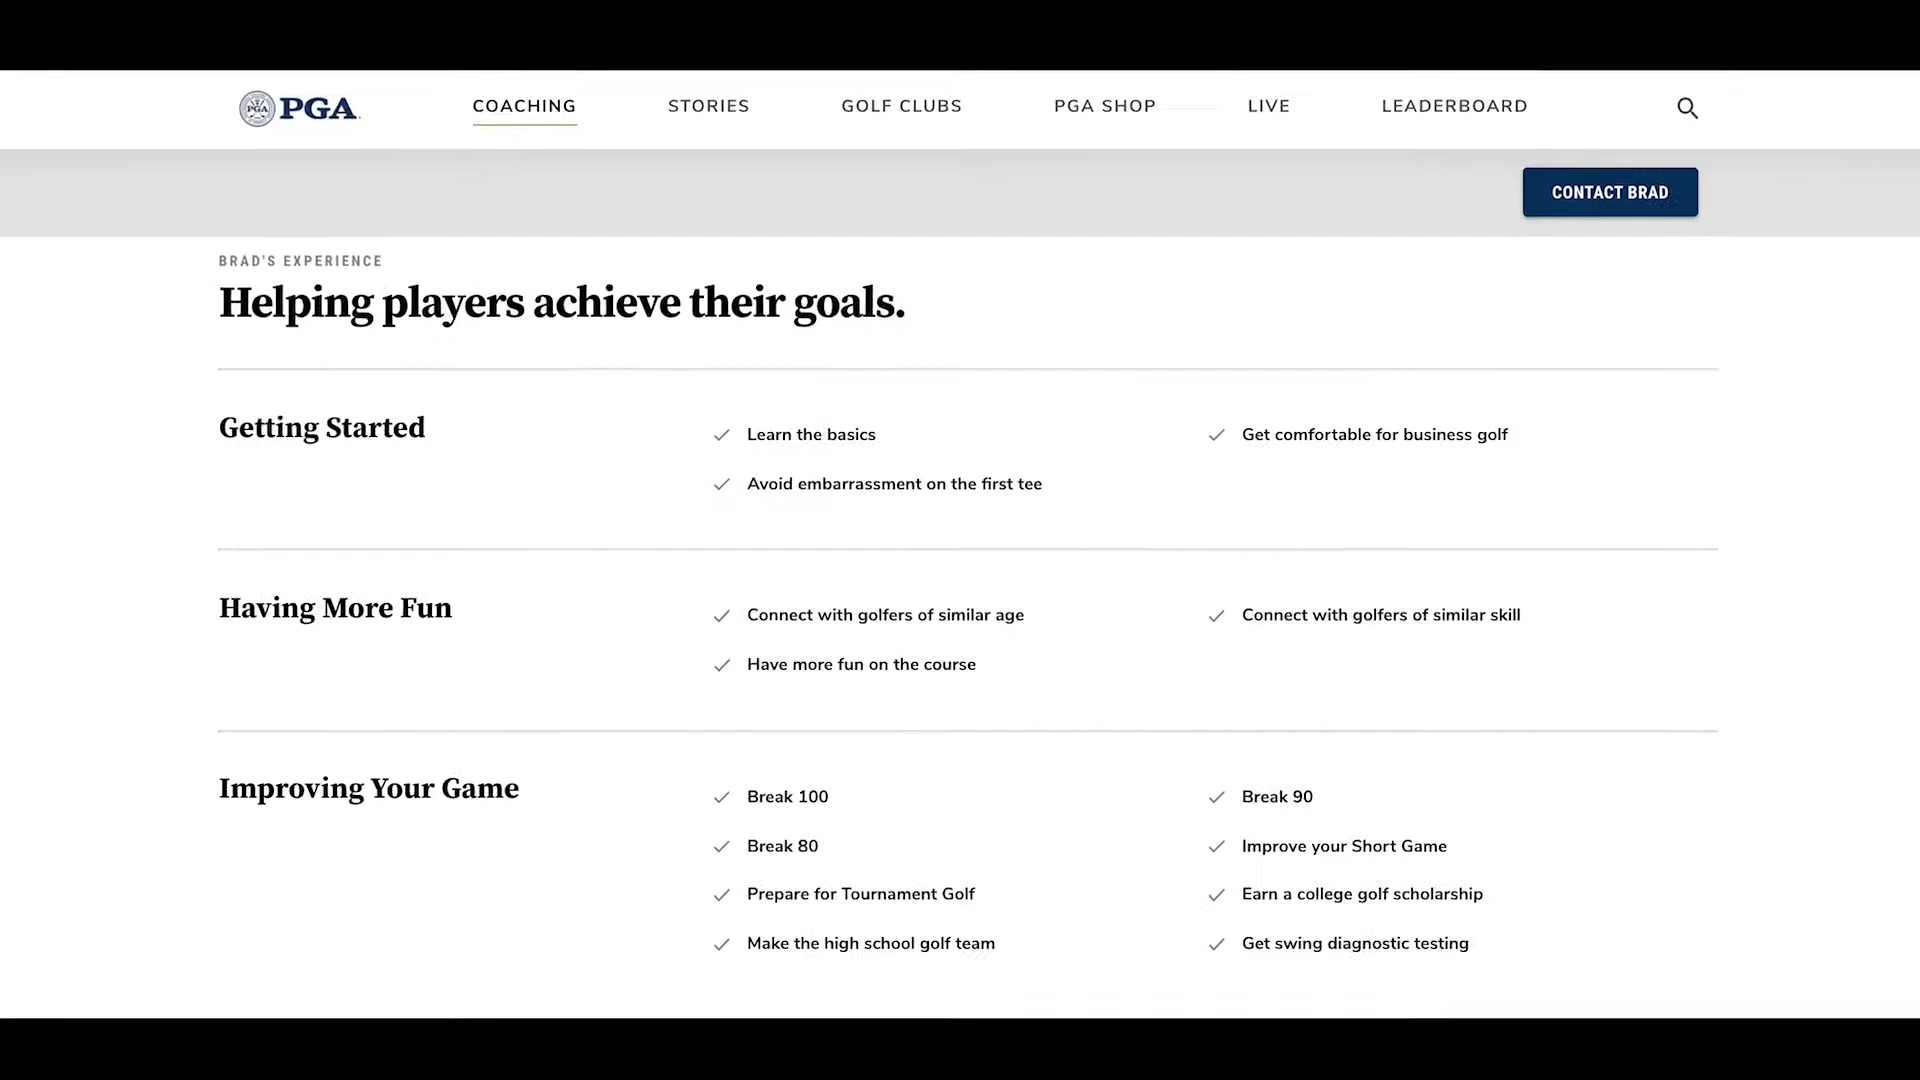 PGA PGA.
COACHING STORIES GOLF CLUBS PGA SHOP LIVE LEADERBOARD
CONTACT BRAD
BRAD'S EXPERIENCE
Helping players achieve their goals.
Getting Started
Learn the basics
Get comfortable for business golf
Avoid embarrassment on the first tee
Having More Fun
Connect with golfers of similar age
Connect with golfers of similar skill
Have more fun on the course
Improving Your Game
Break 100
Break 90
Break 80
Improve your Short Game
Prepare for Tournament Golf
Earn a college golf scholarship
Make the high school golf team
Get swing diagnostic testing